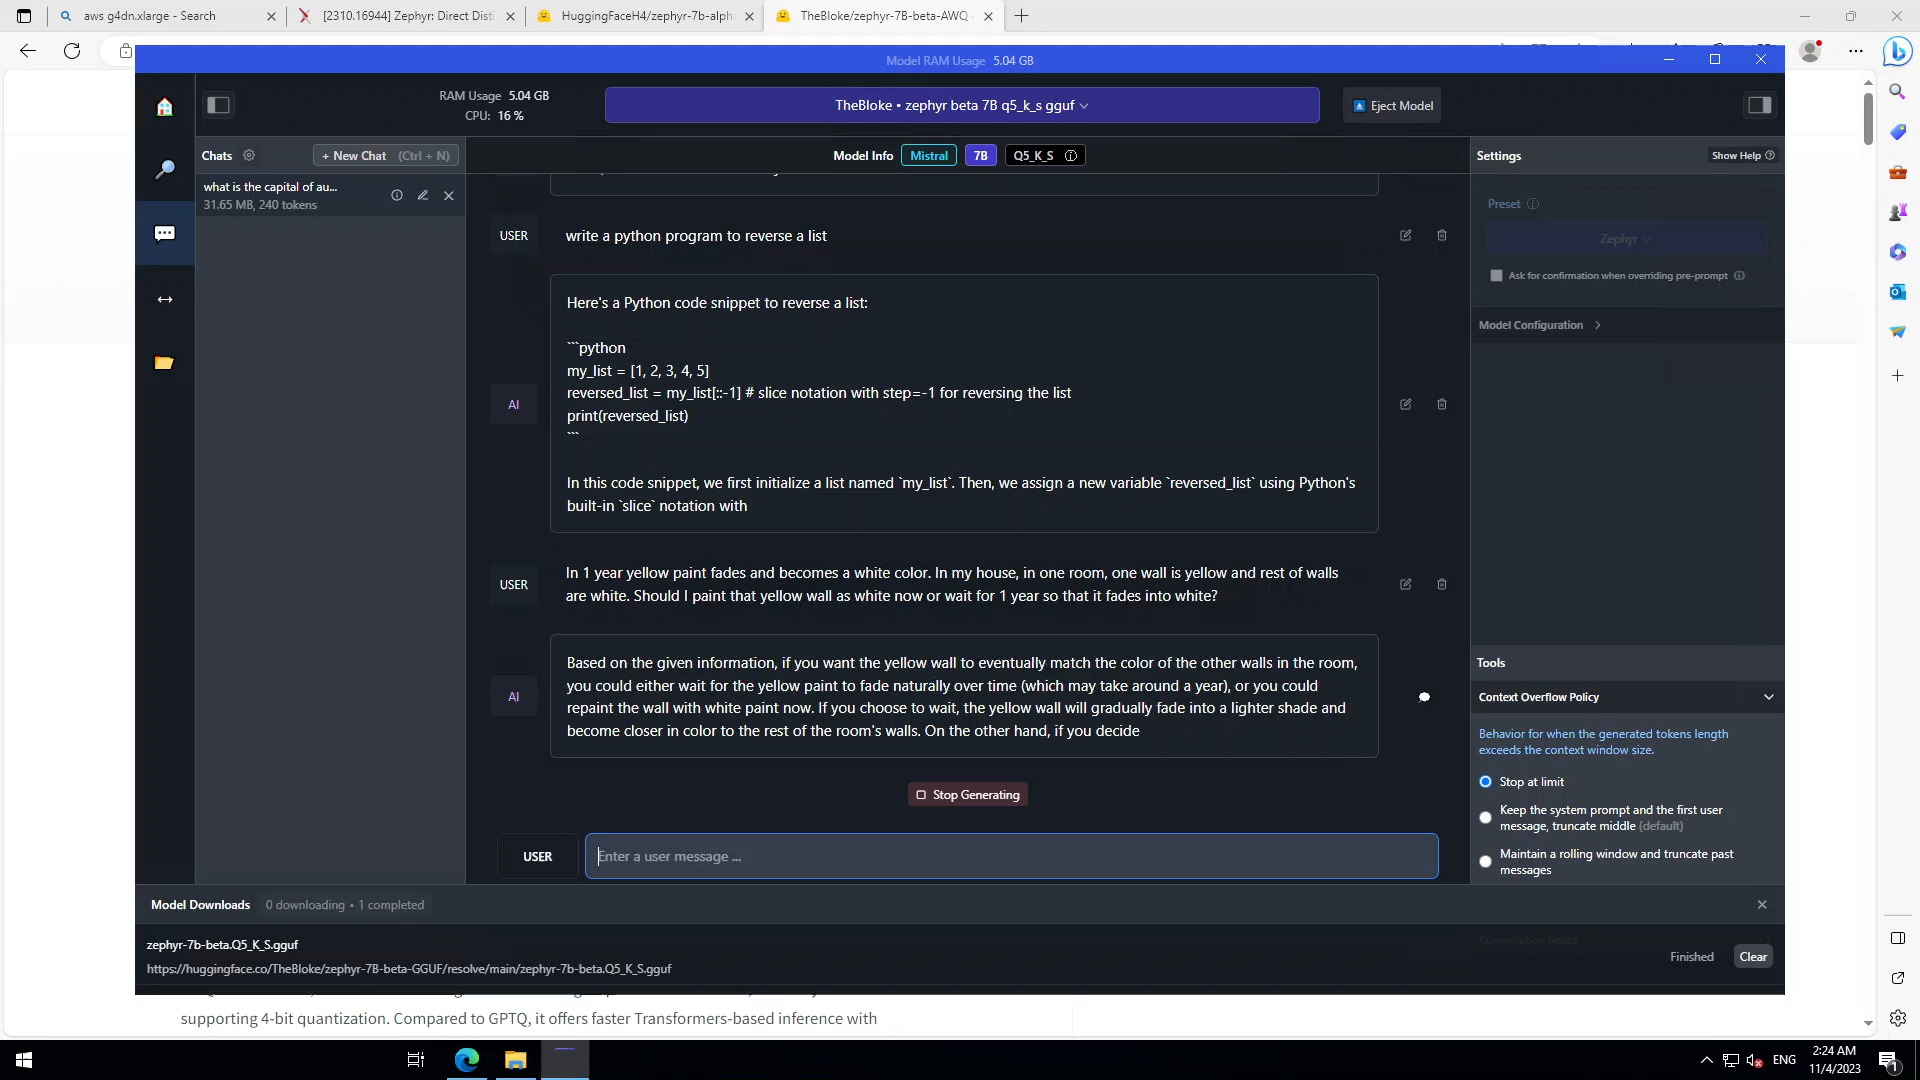 aws g4dn.xlarge - Search
[2310.16944] Zephyr: Direct Disti
HuggingFaceH4/zephyr-7b-alpha
TheBloke/zephyr-7B-beta-AWQ
Model RAM Usage 5.04 GB
RAM Usage 5.04 GB
CPU: 16 %
TheBloke • zephyr beta 7B q5_k_s gguf
Eject Model
Chats
+ New Chat (Ctrl + N)
Model Info Mistral 7B Q5_K_S
Settings
Show Help
what is the capital of au...
31.65 MB, 240 tokens
Preset
Zephyr
Ask for confirmation when overriding pre-prompt
Model Configuration
USER
write a python program to reverse a list
AI
Here's a Python code snippet to reverse a list:
```python
my_list = [1, 2, 3, 4, 5]
reversed_list = my_list[::-1] # slice notation with step=-1 for reversing the list
print(reversed_list)
```
In this code snippet, we first initialize a list named `my_list`. Then, we assign a new variable `reversed_list` using Python's
built-in `slice` notation with
USER
In 1 year yellow paint fades and becomes a white color. In my house, in one room, one wall is yellow and rest of walls
are white. Should I paint that yellow wall as white now or wait for 1 year so that it fades into white?
AI
Based on the given information, if you want the yellow wall to eventually match the color of the other walls in the room,
you could either wait for the yellow paint to fade naturally over time (which may take around a year), or you could
repaint the wall with white paint now. If you choose to wait, the yellow wall will gradually fade into a lighter shade and
become closer in color to the rest of the room's walls. On the other hand, if you decide
Stop Generating
USER
Enter a user message ...
Tools
Context Overflow Policy
Behavior for when the generated tokens length
exceeds the context window size.
Stop at limit
Keep the system prompt and the first user
message, truncate middle (default)
Maintain a rolling window and truncate past
messages
Conversation Notes
Model Downloads 0 downloading • 1 completed
zephyr-7b-beta.Q5_K_S.gguf
https://huggingface.co/TheBloke/zephyr-7B-beta-GGUF/resolve/main/zephyr-7b-beta.Q5_K_S.gguf
Finished
Clear
supporting 4-bit quantization. Compared to GPTQ, it offers faster Transformers-based inference with
ENG
2:24 AM
11/4/2023
1